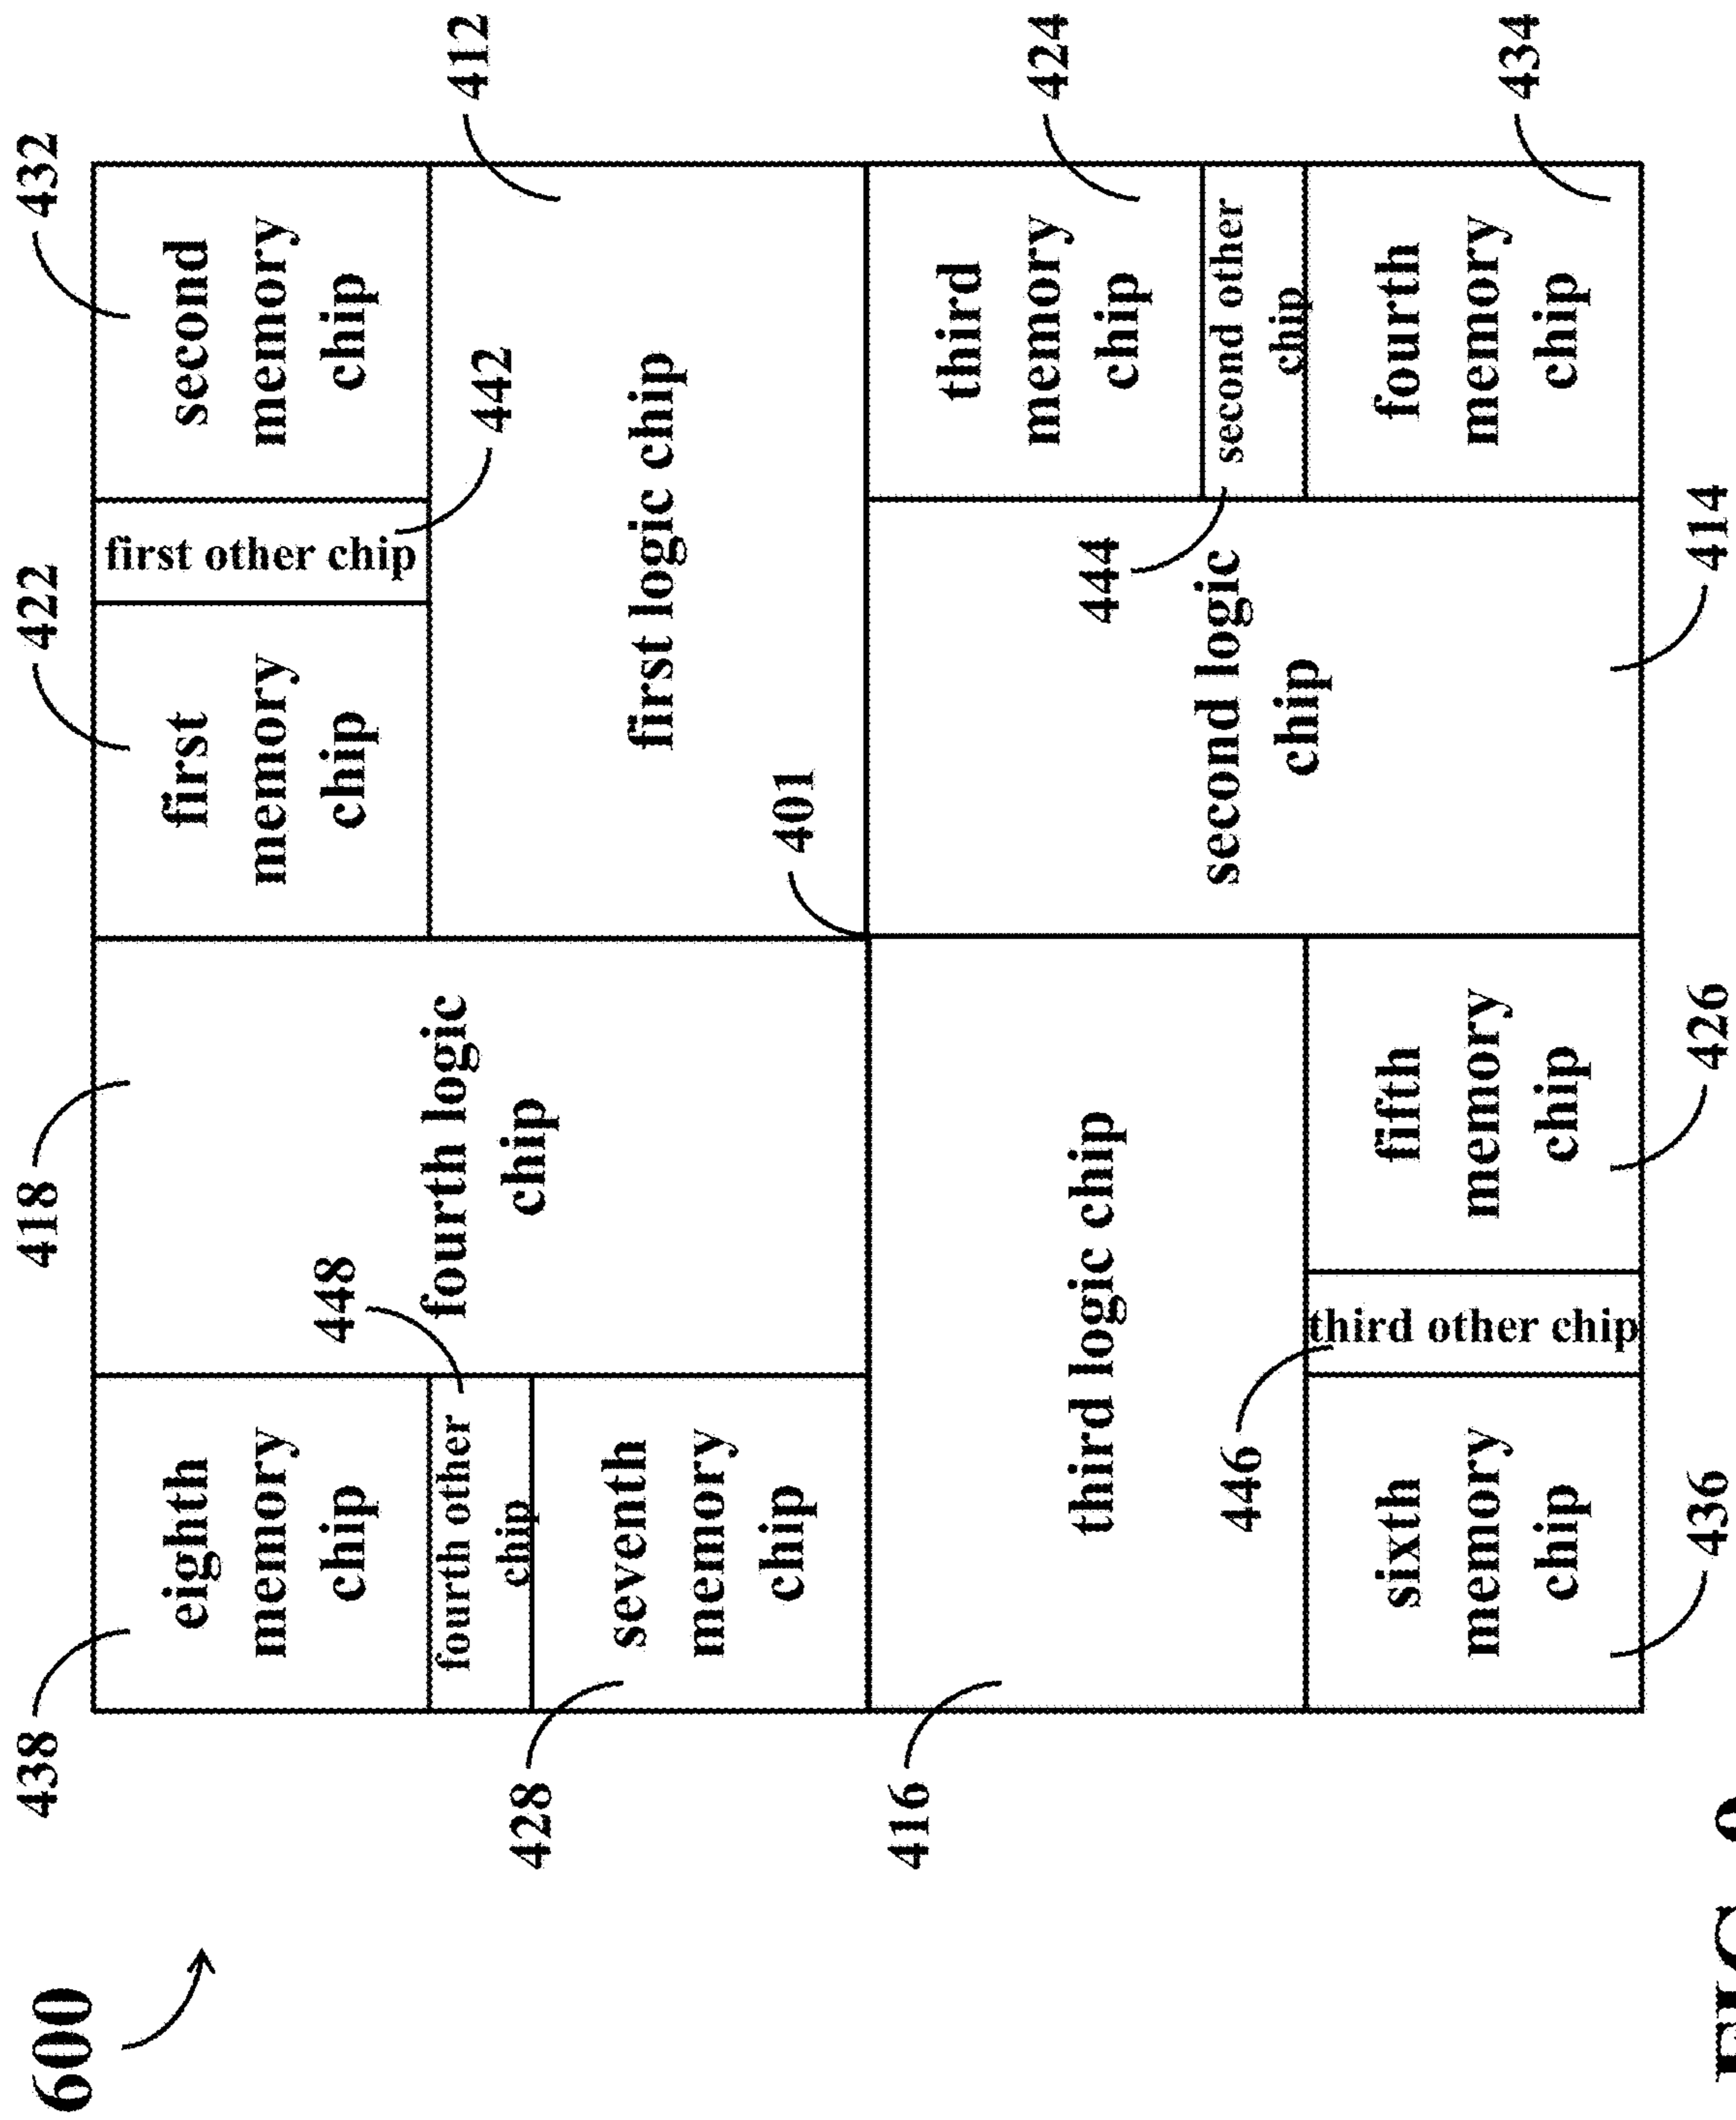 600
438
418
422
432
eighth
memory
chip
448
fourth other
chip
428
seventh
memory
chip
fourth logic
chip
first
memory
chip
first other chip
442
second
memory
chip
412
first logic chip
401
416
third logic chip
446
sixth
memory
chip
436
third other chip
fifth
memory
chip
426
second logic
chip
414
444
third
memory
chip
424
second other
chip
fourth
memory
chip
434
FIG.